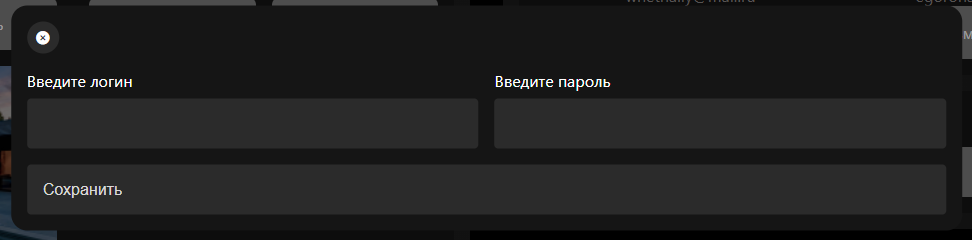 Введите логин
Введите пароль
Сохранить